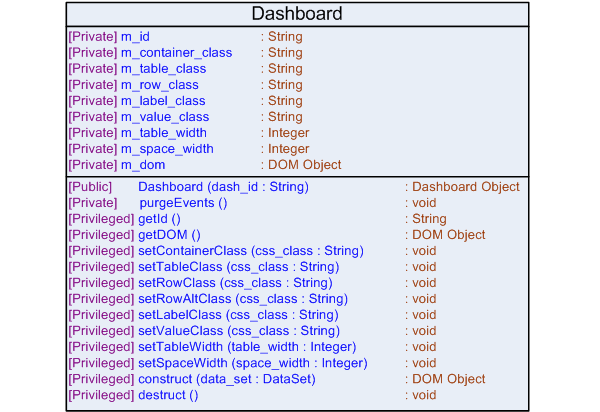 Dashboard
[Private] m_id : String
[Private] m_container_class : String
[Private] m_table_class : String
[Private] m_row_class : String
[Private] m_label_class : String
[Private] m_value_class : String
[Private] m_table_width : Integer
[Private] m_space_width : Integer
[Private] m_dom : DOM Object
[Public] Dashboard (dash_id : String) : Dashboard Object
[Private] purgeEvents () : void
[Privileged] getId () : String
[Privileged] getDOM () : DOM Object
[Privileged] setContainerClass (css_class : String) : void
[Privileged] setTableClass (css_class : String) : void
[Privileged] setRowClass (css_class : String) : void
[Privileged] setRowAltClass (css_class : String) : void
[Privileged] setLabelClass (css_class : String) : void
[Privileged] setValueClass (css_class : String) : void
[Privileged] setTableWidth (table_width : Integer) : void
[Privileged] setSpaceWidth (space_width : Integer) : void
[Privileged] construct (data_set : DataSet) : DOM Object
[Privileged] destruct () : void